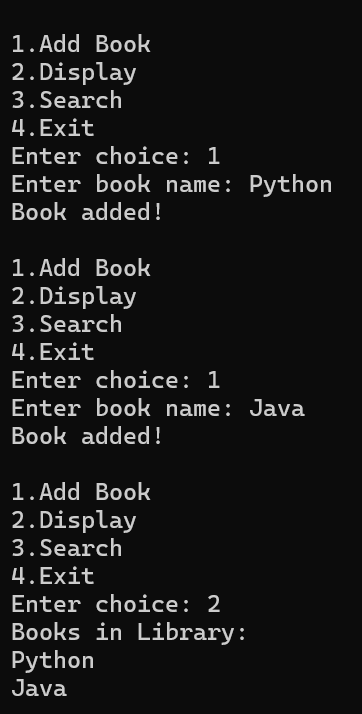 1.Add Book
2.Display
3.Search
4.Exit
Enter choice: 1
Enter book name: Python
Book added!

1.Add Book
2.Display
3.Search
4.Exit
Enter choice: 1
Enter book name: Java
Book added!

1.Add Book
2.Display
3.Search
4.Exit
Enter choice: 2
Books in Library:
Python
Java